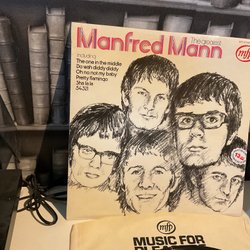 The greatest
Manfred Mann
mfp
including
The one in the middle
Do wah diddy diddy
Oh no not my baby
Pretty flamingo
Sha la la
5·4·3·2·1
mfp
MUSIC FOR